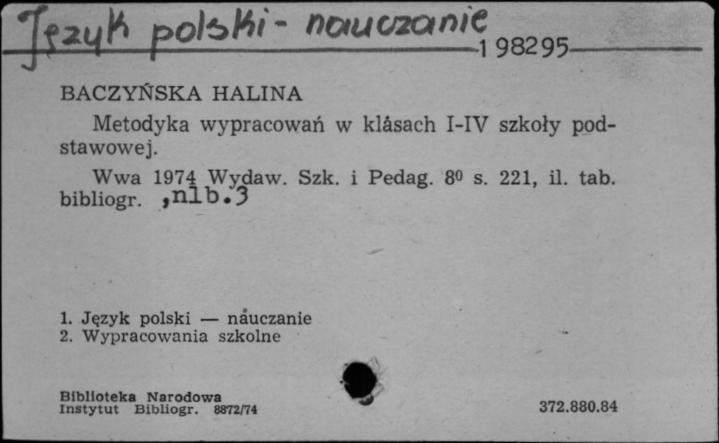 Język polski - nauczanie
198295
BACZYŃSKA HALINA
Metodyka wypracowań w klasach I-IV szkoły pod-
stawowej.
Wwa 1974 Wydaw. Szk. i Pedag. 8⁰ s. 221, il. tab.
bibliogr. ,nlb.3
1. Język polski — nauczanie
2. Wypracowania szkolne
Biblioteka Narodowa
Instytut Bibliogr. 8872/74
372.880.84